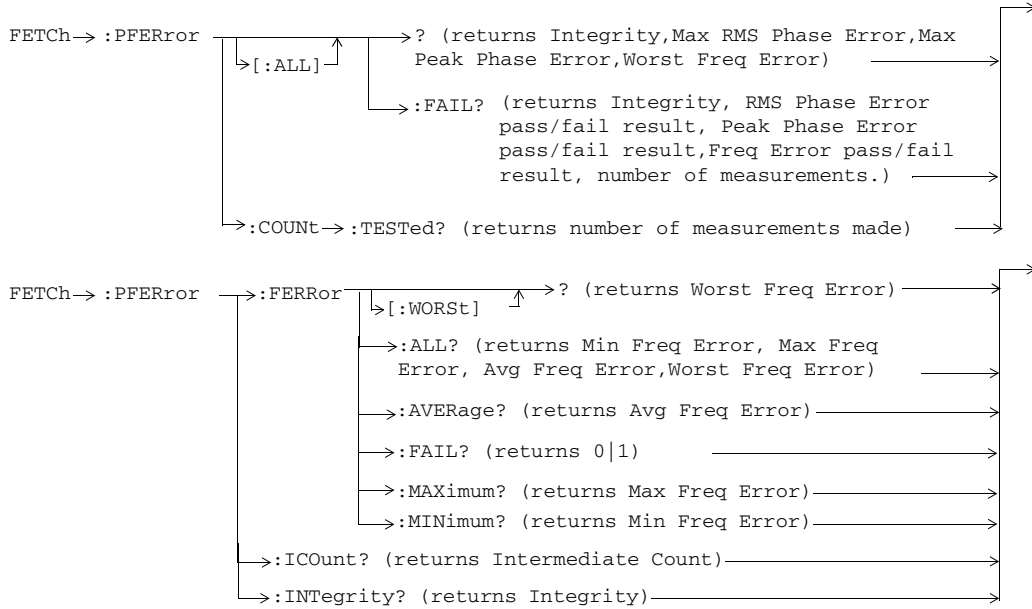 FETCh :PFERror ? (returns Integrity,Max RMS Phase Error,Max
[:ALL] Peak Phase Error,Worst Freq Error)
:FAIL? (returns Integrity, RMS Phase Error
pass/fail result, Peak Phase Error
pass/fail result,Freq Error pass/fail
result, number of measurements.)
:COUNt :TESTed? (returns number of measurements made)
FETCh :PFERror :FERRor ? (returns Worst Freq Error)
[:WORSt]
:ALL? (returns Min Freq Error, Max Freq
Error, Avg Freq Error,Worst Freq Error)
:AVERage? (returns Avg Freq Error)
:FAIL? (returns 0|1)
:MAXimum? (returns Max Freq Error)
:MINimum? (returns Min Freq Error)
:ICOunt? (returns Intermediate Count)
:INTegrity? (returns Integrity)